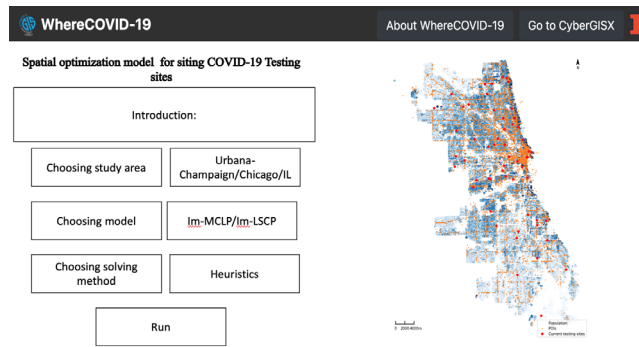 WhereCOVID-19
About WhereCOVID-19
Go to CyberGISX
Spatial optimization model for siting COVID-19 Testing
sites
Introduction:
Choosing study area
Urbana-
Champaign/Chicago/IL
Choosing model
Im-MCLP/Im-LSCP
Choosing solving
method
Heuristics
Run
Population
POIs
Current testing sites